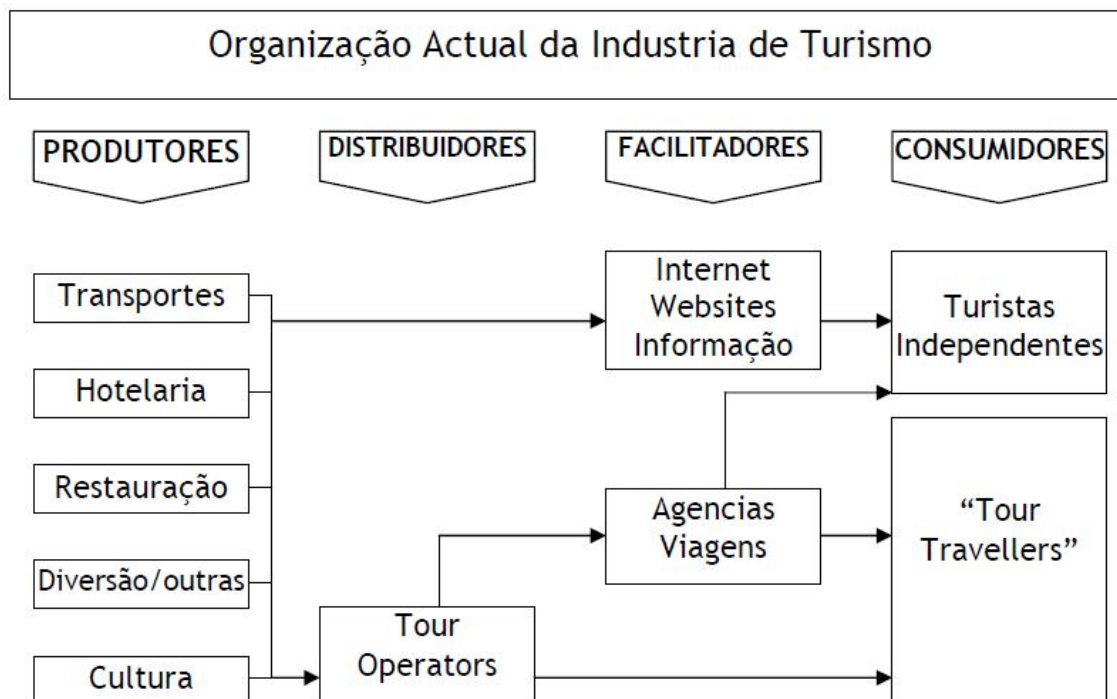 Organização Actual da Industria de Turismo
PRODUTORES
DISTRIBUIDORES
FACILITADORES
CONSUMIDORES
Transportes
Hotelaria
Restauração
Diversão/outras
Cultura
Tour
Operators
Internet
Websites
Informação
Agencias
Viagens
Turistas
Independentes
“Tour
Travellers”